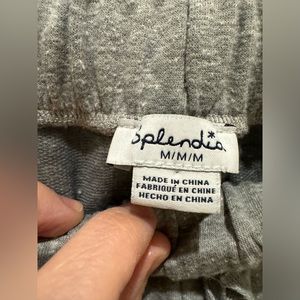 Splendid
M/M/M
MADE IN CHINA
FABRIQUÉ EN CHINE
HECHO EN CHINA